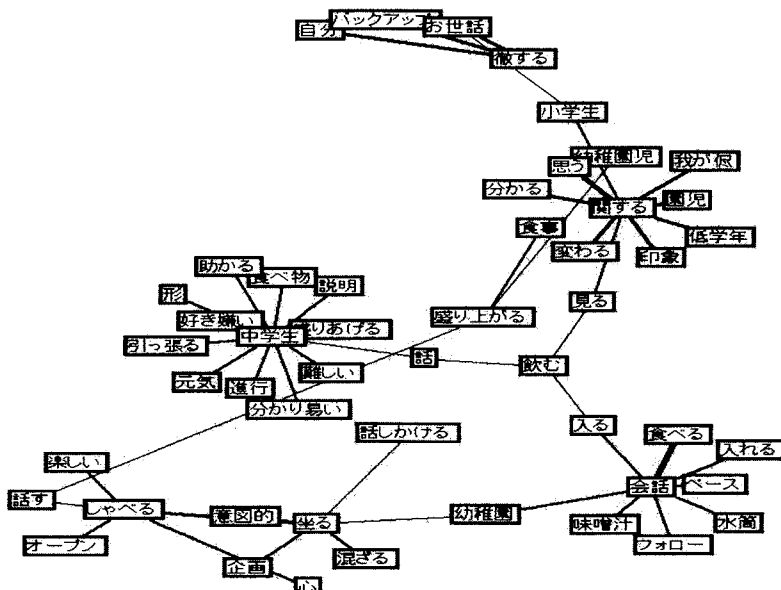 バックアップ
お世話
自分
徹する
小学生
幼稚園児
思う
我が侭
分かる
関する
園児
食事
低学年
変わる
印象
助かる
食べ物
説明
形
見る
好き嫌い
盛りあげる
盛り上がる
中学生
引っ張る
話
飲む
難しい
元気
進行
分かり易い
話しかける
入る
食べる
入れる
楽しい
会話
ペース
話す
しゃべる
意図的
坐る
幼稚園
味噌汁
水筒
オープン
フォロー
混ざる
企画
心